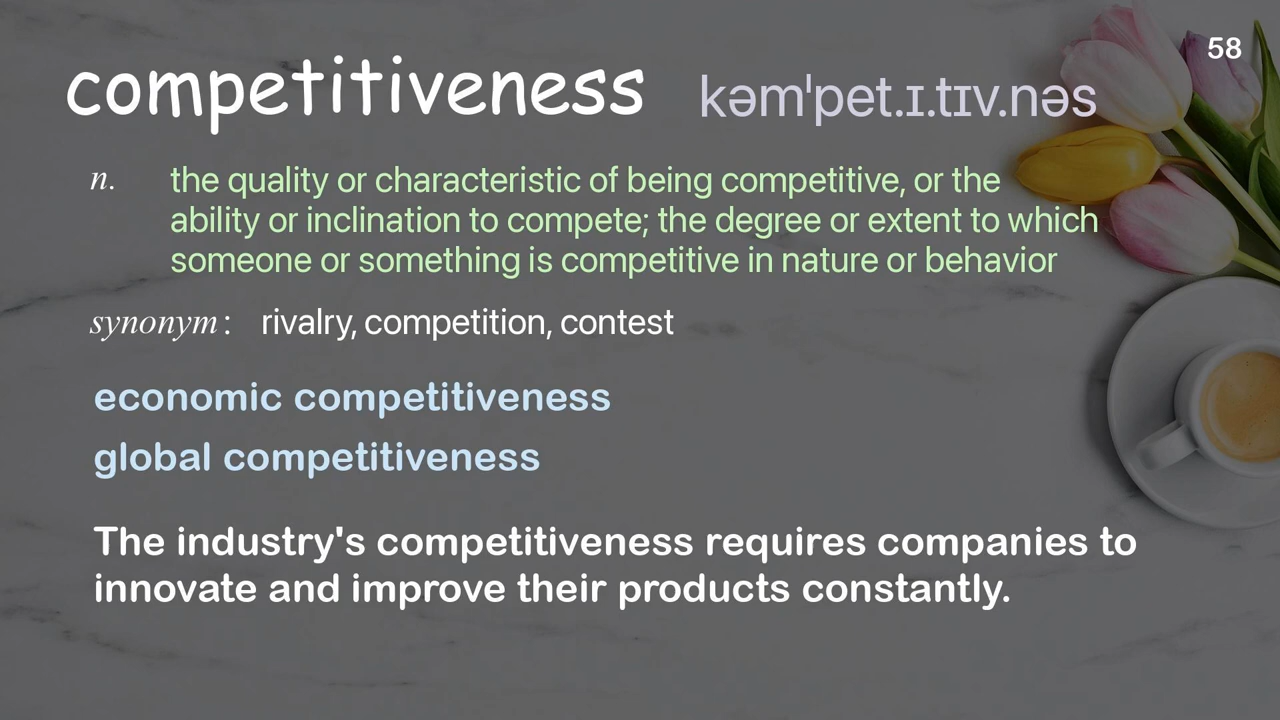 58
competitiveness kəmˈpet.ɪ.tɪv.nəs
n. the quality or characteristic of being competitive, or the
ability or inclination to compete; the degree or extent to which
someone or something is competitive in nature or behavior
synonym: rivalry, competition, contest
economic competitiveness
global competitiveness
The industry's competitiveness requires companies to
innovate and improve their products constantly.